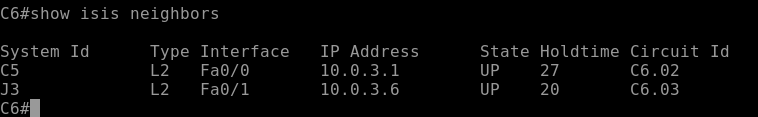 C6#show isis neighbors
System Id      Type Interface   IP Address      State Holdtime Circuit Id
C5             L2   Fa0/0       10.0.3.1        UP    27       C6.02
J3             L2   Fa0/1       10.0.3.6        UP    20       C6.03
C6#